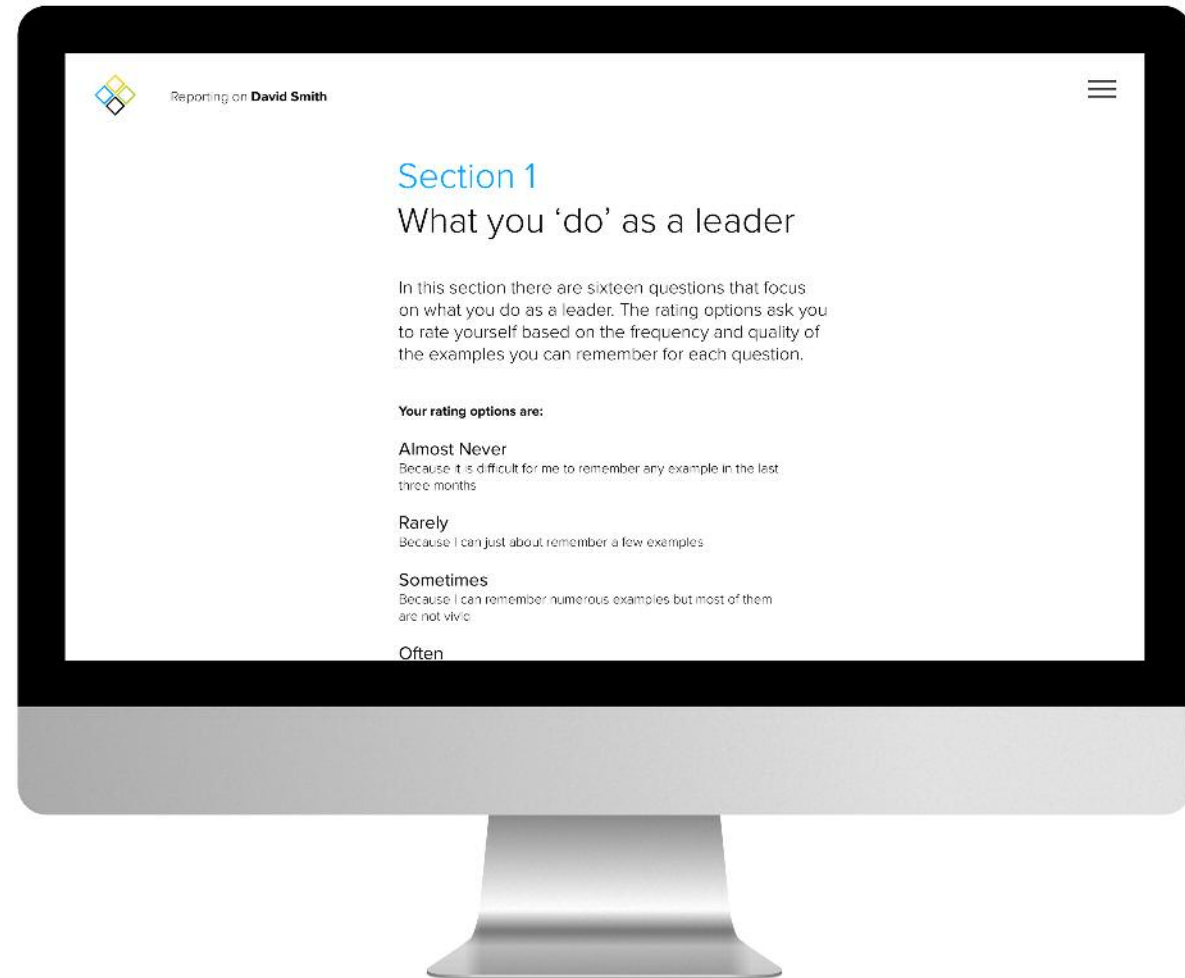 Reporting on David Smith
Section 1
What you ‘do’ as a leader
In this section there are sixteen questions that focus
on what you do as a leader. The rating options ask you
to rate yourself based on the frequency and quality of
the examples you can remember for each question.
Your rating options are:
Almost Never
Because it is difficult for me to remember any example in the last
three months
Rarely
Because I can just about remember a few examples
Sometimes
Because I can remember numerous examples but most of them
are not vivid
Often